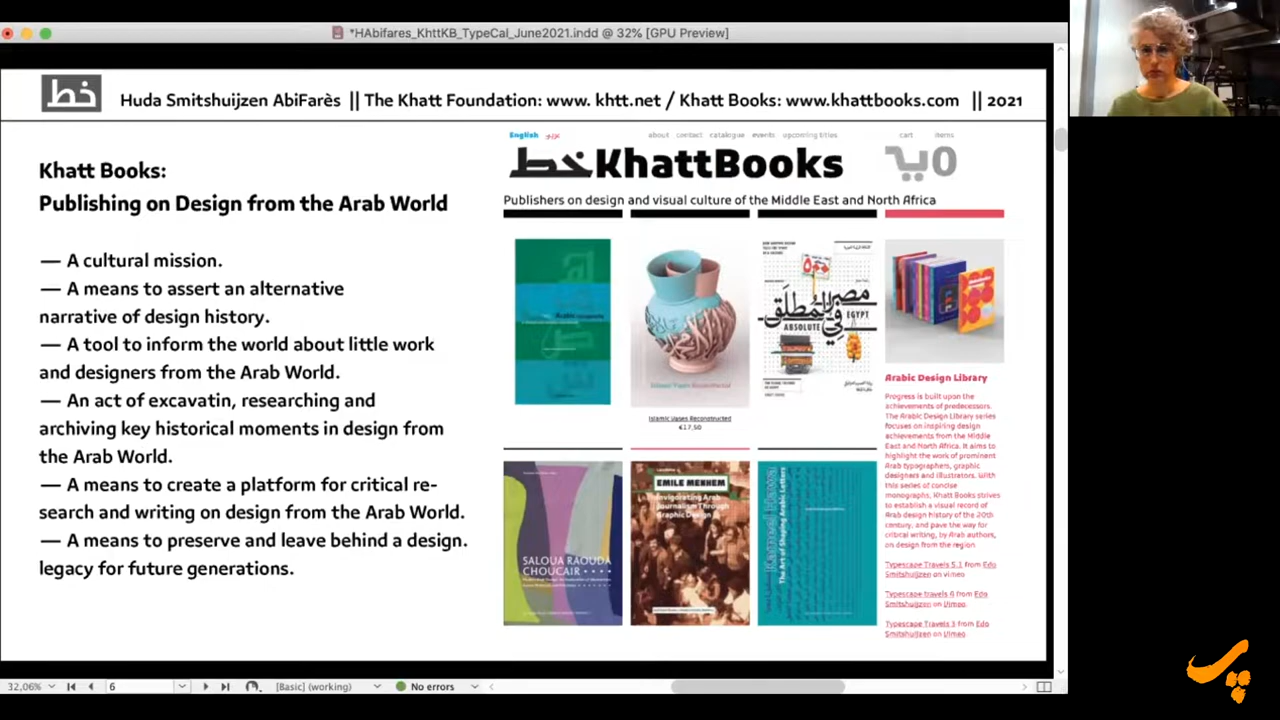 *HAbifares_KhttKB_TypeCal_June2021.indd @ 32% [GPU Preview]
خط
Huda Smitshuijzen AbiFarès || The Khatt Foundation: www. khtt.net / Khatt Books: www.khattbooks.com || 2021
Khatt Books:
Publishing on Design from the Arab World
— A cultural mission.
— A means to assert an alternative
narrative of design history.
— A tool to inform the world about little work
and designers from the Arab World.
— An act of exavatin, researching and
archiving key historical moments in design from
the Arab World.
— A means to create platform for critical re-
search and writing on design from the Arab World.
— A means to preserve and leave behind a design.
legacy for future generations.
English عربي
about contact catalogue events upcoming titles
cart items
خط KhattBooks
0
Publishers on design and visual culture of the Middle East and North Africa
Islamic Vases Reconstructed
€17,50
مصر في المُطلَق
ABSOLUTE EGYPT
SALOUA RAOUDA
CHOUCAIR
EMILE MENHEM
Invigorating Arab
Journalism Through
Graphic Design
The Art of Shaping Arabic Letters
Arabic Design Library
Progress is built upon the
achievements of predecessors.
The Arabic Design Library series
focuses on inspiring design
achievements from the Middle
East and North Africa. It aims to
highlight the work of prominent
Arab typographers, graphic
designers and illustrators. With
this series of concise
monographs, Khatt Books strives
to establish a visual record of
Arab design history of the 20th
century, and pave the way for
critical writing, by Arab authors,
on design from the region
Typescape Travels 5.1 from Edo
Smitshuijzen on vimeo
Typescape travels 4 from Edo
Smitshuijzen on Vimeo.
Typescape Travels 3 from Edo
Smitshuijzen on Vimeo.
32,06%
6
[Basic] (working)
No errors